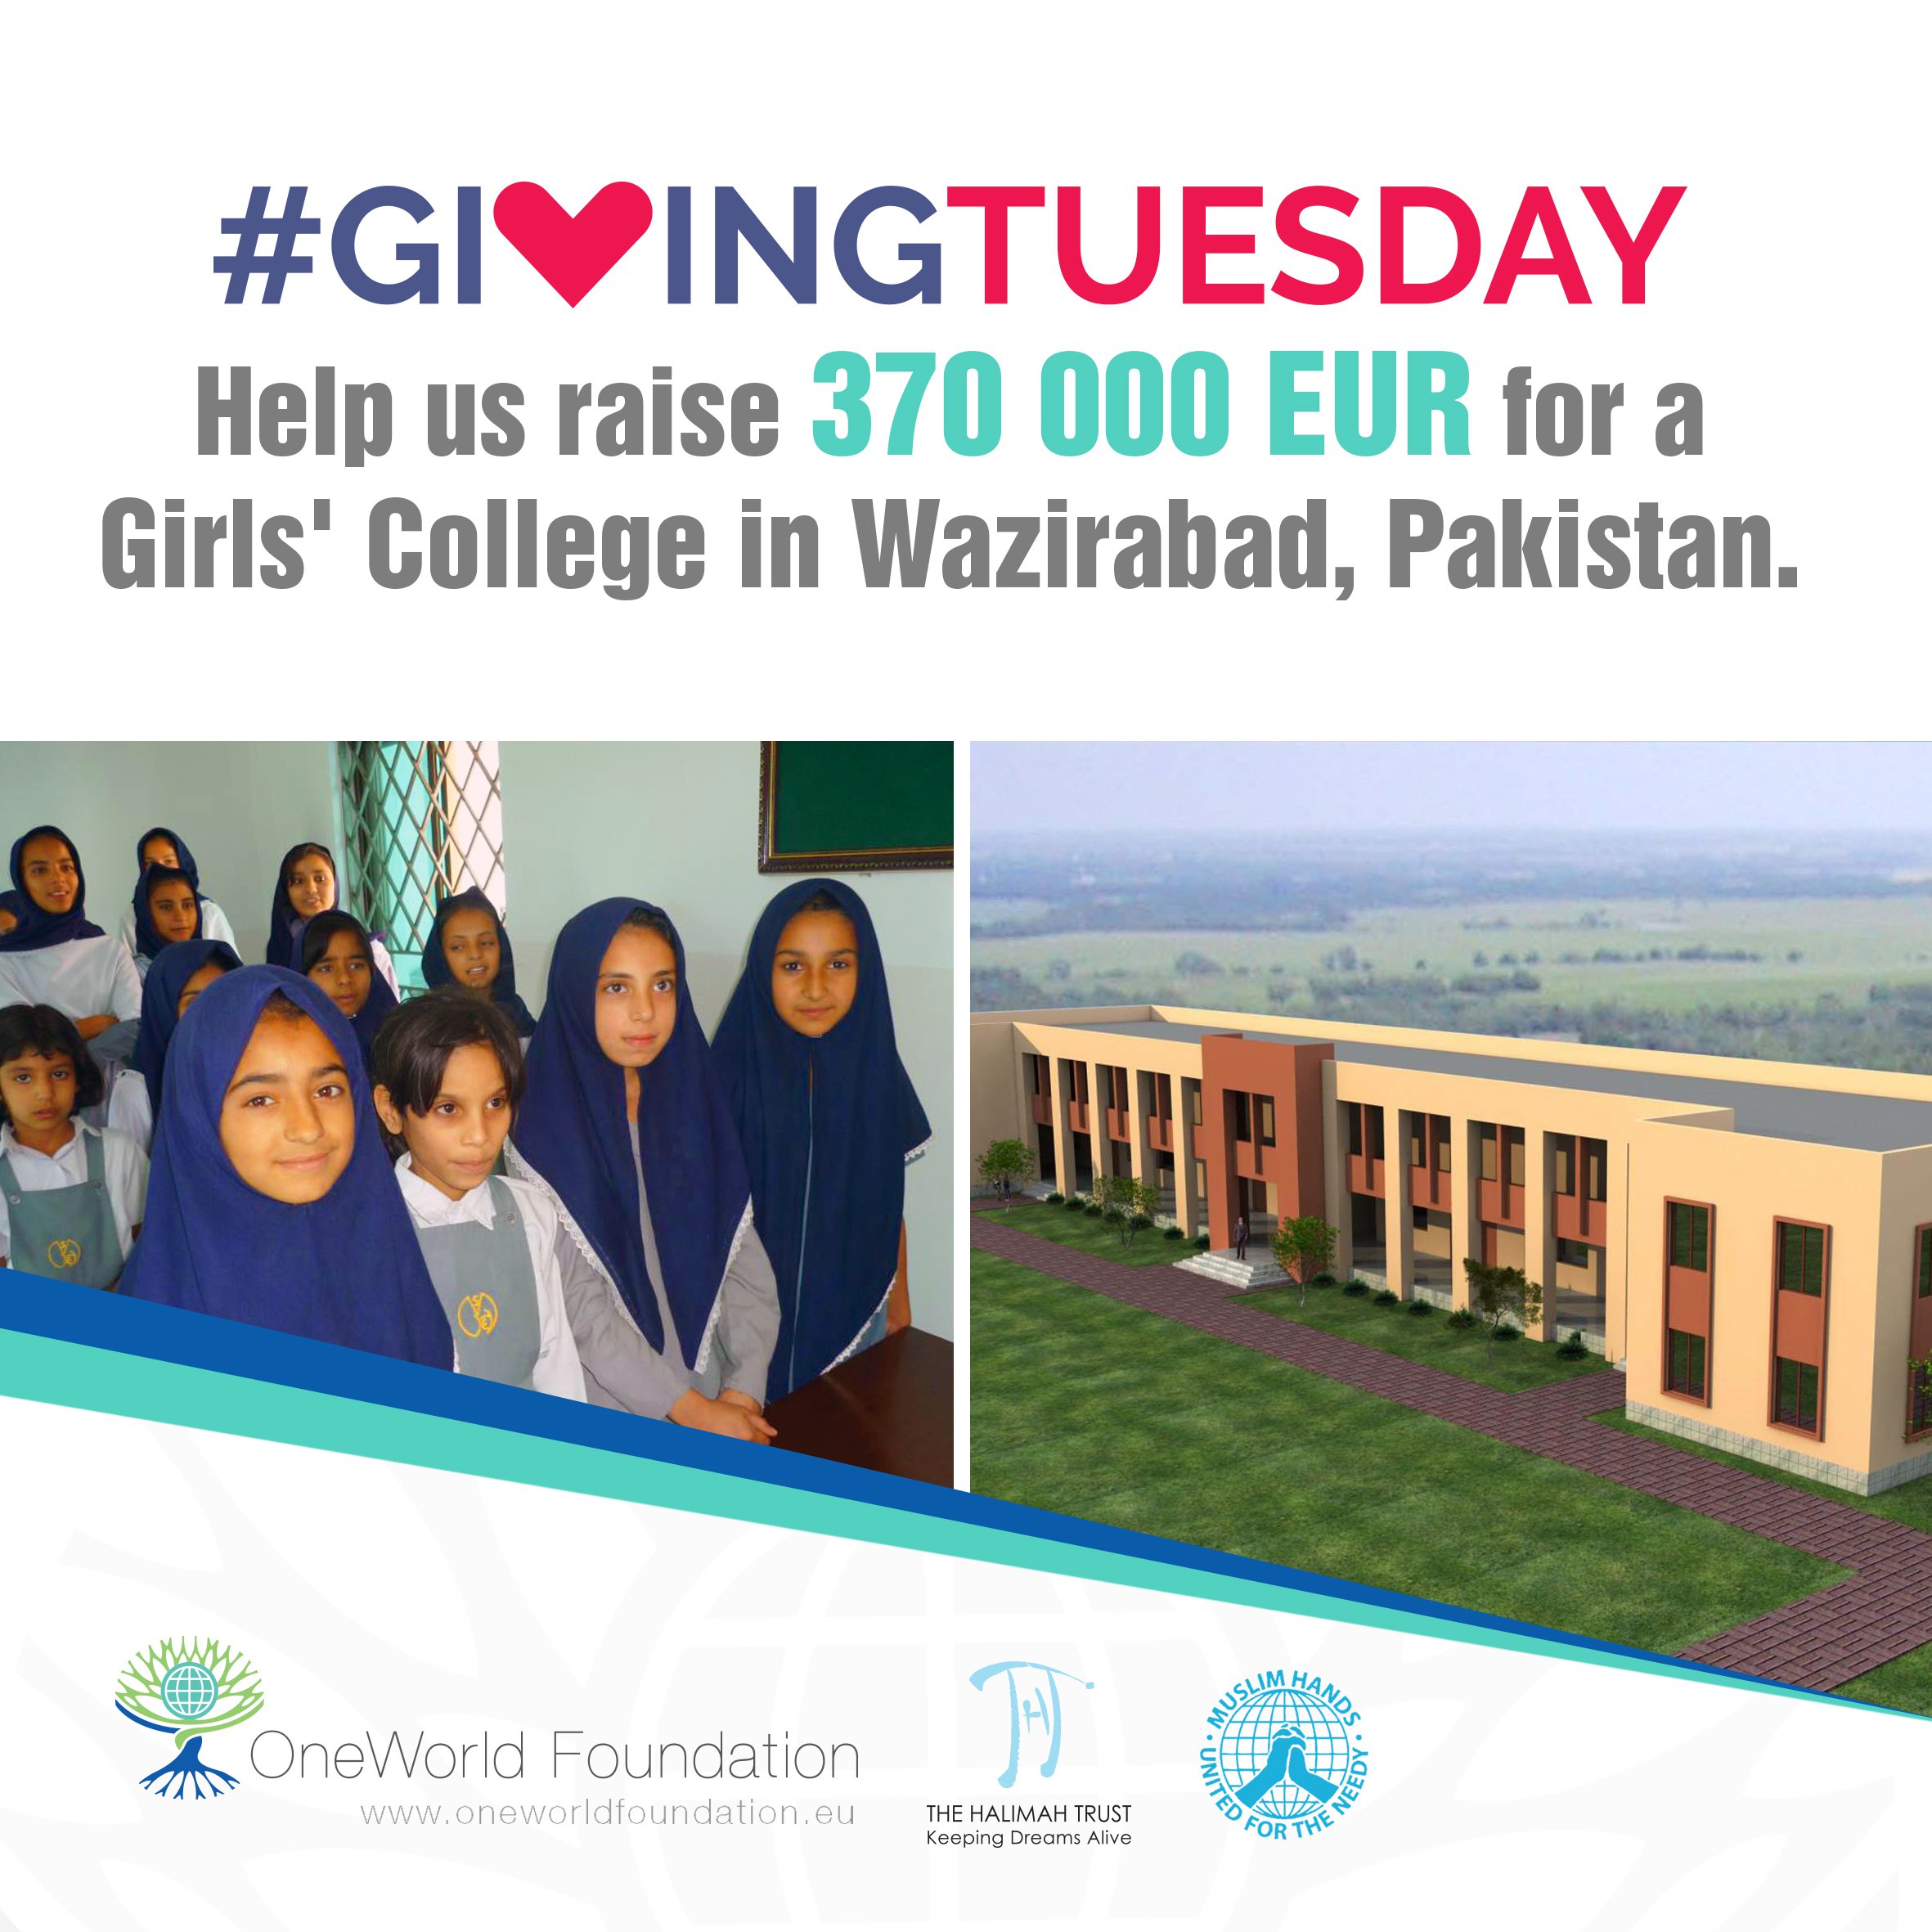 #GIVINGTUESDAY
Help us raise 370 000 EUR for a
Girls' College in Wazirabad, Pakistan.
OneWorld Foundation
www.oneworldfoundation.eu
THE HALIMAH TRUST
Keeping Dreams Alive
MUSLIM HANDS
UNITED FOR THE NEEDY